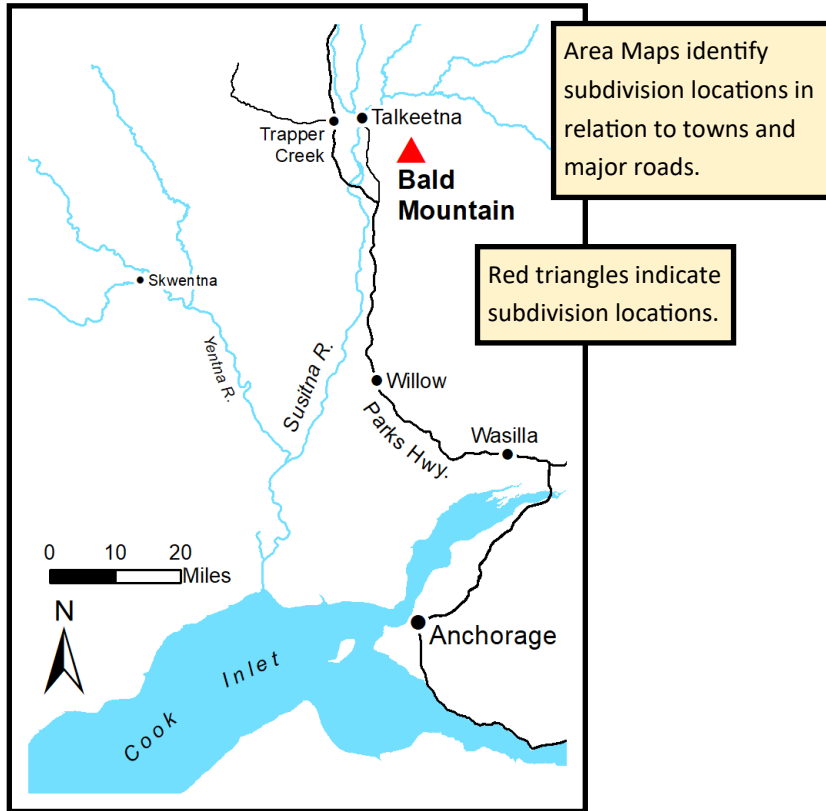 Area Maps identify
subdivision locations in
relation to towns and
major roads.
Talkeetna
Trapper
Creek
Bald
Mountain
Red triangles indicate
subdivision locations.
Skwentna
Yentna R.
Susitna R.
Willow
Parks Hwy.
Wasilla
0 10 20
Miles
N
Anchorage
Cook Inlet